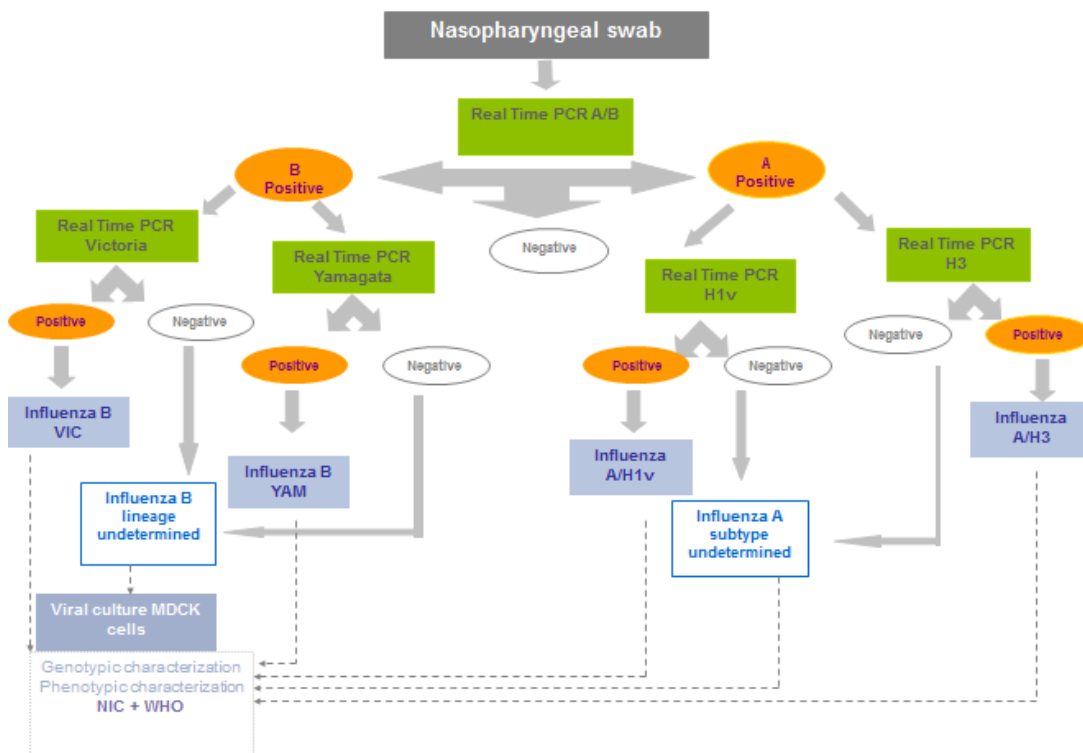 Nasopharyngeal swab
Real Time PCR A/B
B
Positive
A
Positive
Real Time PCR
Victoria
Real Time PCR
Yamagata
Negative
Real Time PCR
H1v
Real Time PCR
H3
Positive
Negative
Positive
Negative
Positive
Negative
Negative
Positive
Influenza B
VIC
Influenza B
YAM
Influenza
A/H1v
Influenza
A/H3
Influenza B
lineage
undetermined
Influenza A
subtype
undetermined
Viral culture MDCK
cells
Genotypic characterization
Phenotypic characterization
NIC + WHO